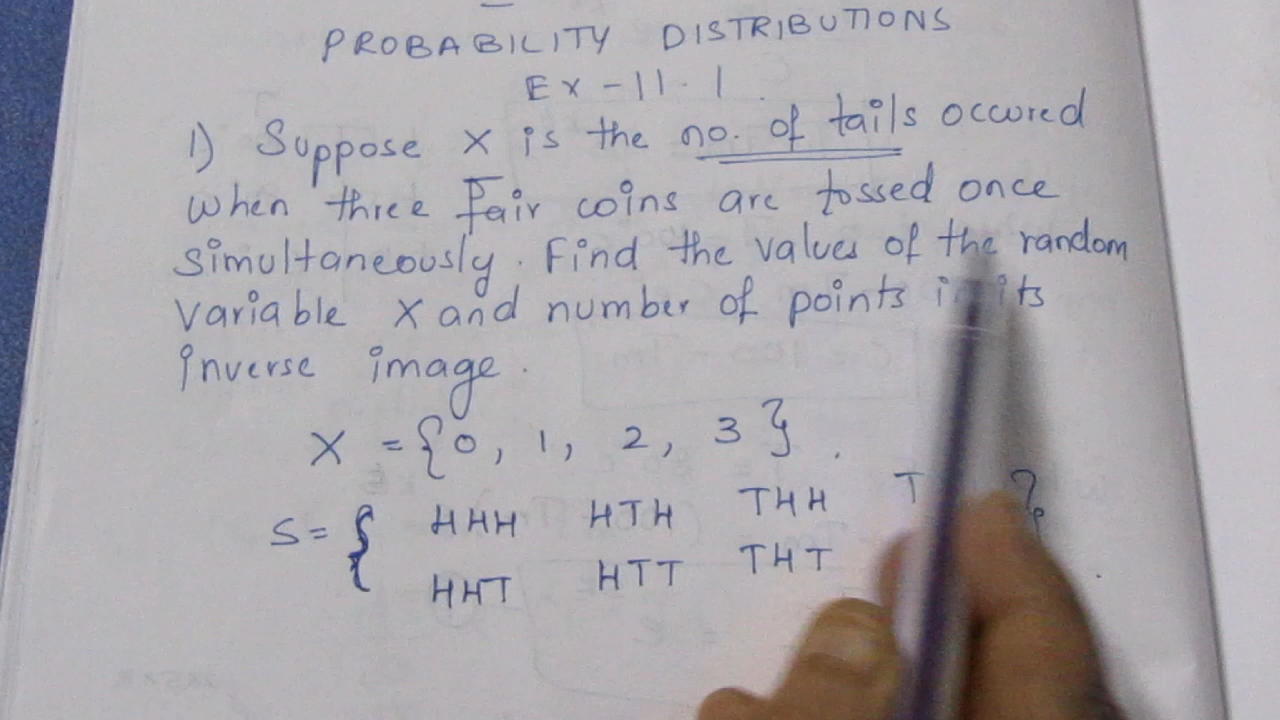 PROBABILITY DISTRIBUTIONS
Ex - 11.1
1) Suppose X is the no. of tails occured
when three Fair coins are tossed once
simultaneously. Find the values of the random
variable X and number of points its
inverse image.
X = {0, 1, 2, 3}.
S = { HHH HTH THH T }
HHT HTT THT